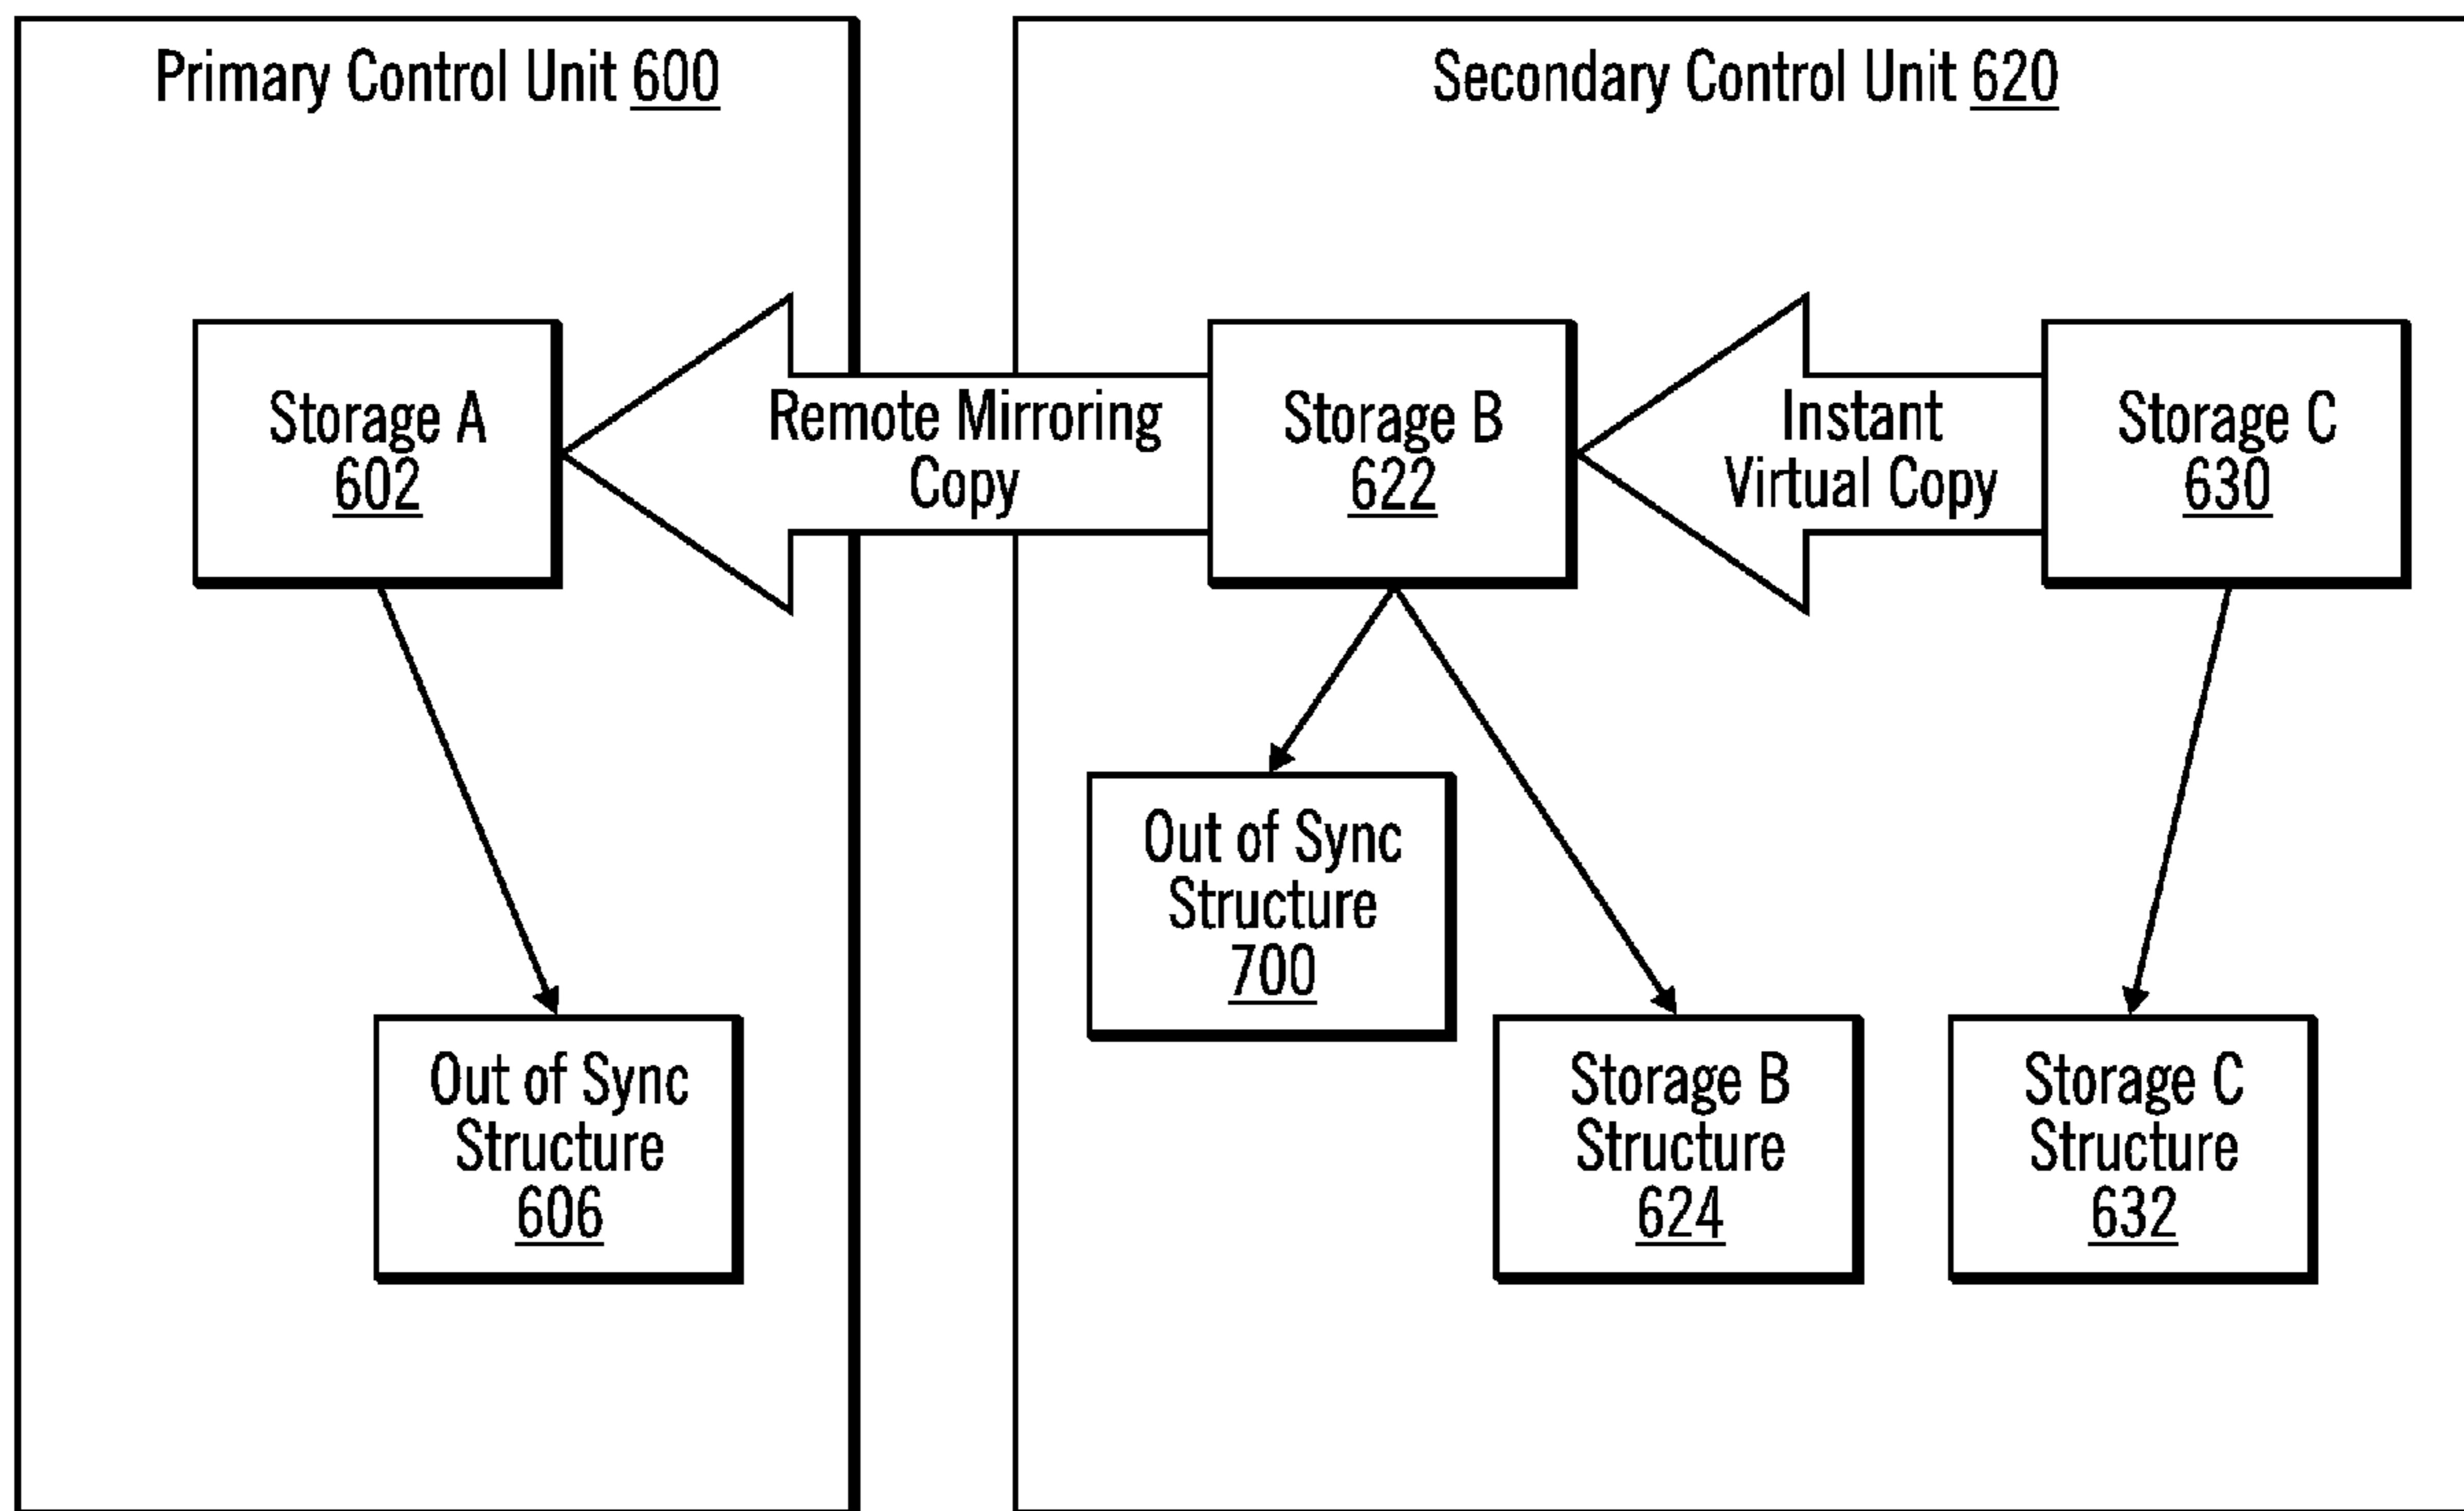 Primary Control Unit 600
Secondary Control Unit 620
Storage A
602
Remote Mirroring
Copy
Storage B
622
Instant
Virtual Copy
Storage C
630
Out of Sync
Structure
700
Out of Sync
Structure
606
Storage B
Structure
624
Storage C
Structure
632